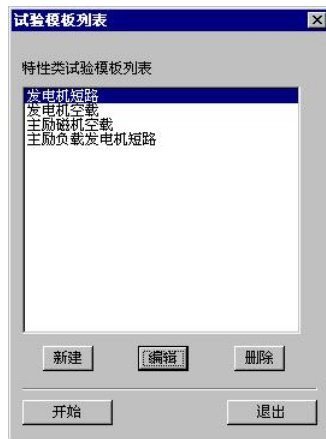 试验模板列表
特性类试验模板列表
发电机短路
发电机空载
主励磁机空载
主励负载发电机短路
新建 编辑 删除
开始 退出